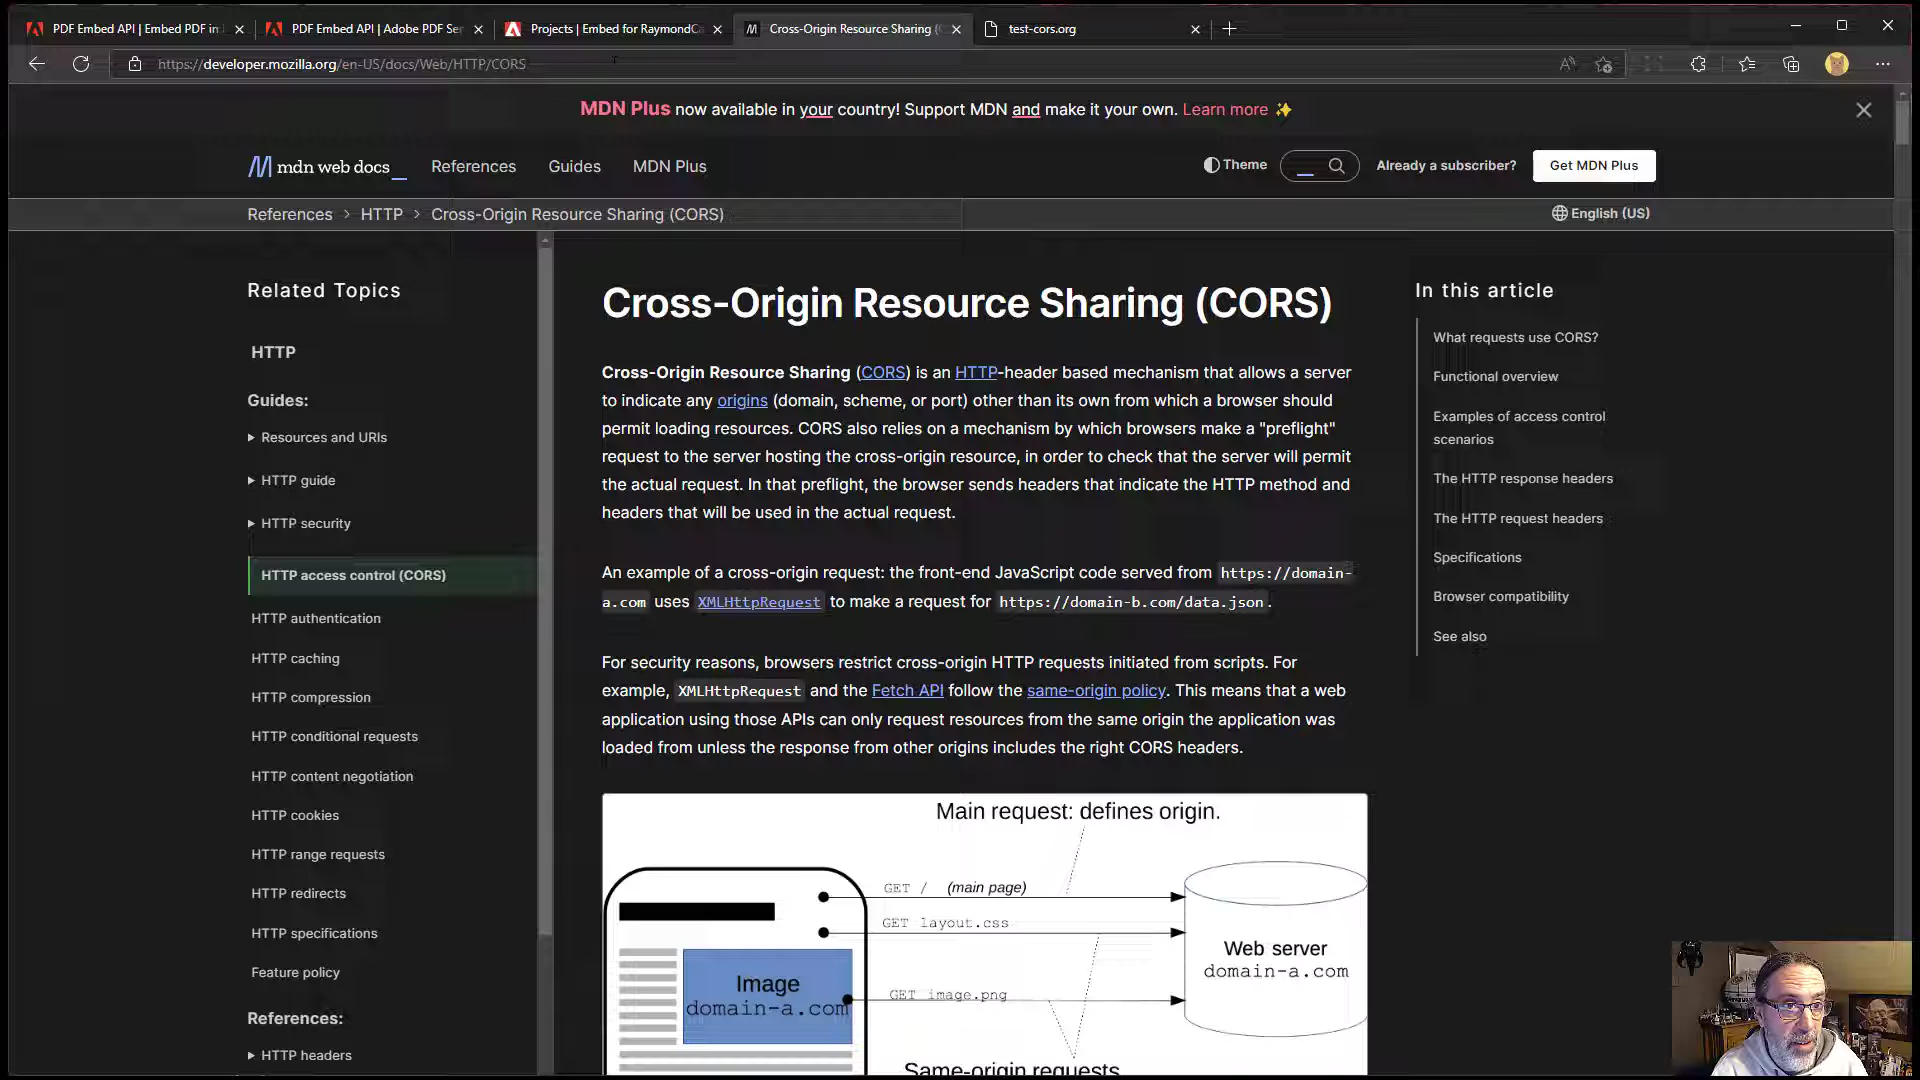 PDF Embed API | Embed PDF in
PDF Embed API | Adobe PDF Ser
Projects | Embed for RaymondCa
Cross-Origin Resource Sharing (C
test-cors.org
https://developer.mozilla.org/en-US/docs/Web/HTTP/CORS
MDN Plus now available in your country! Support MDN and make it your own. Learn more ✨
mdn web docs_
References
Guides
MDN Plus
Theme
Already a subscriber?
Get MDN Plus
References > HTTP > Cross-Origin Resource Sharing (CORS)
English (US)
Related Topics
HTTP
Guides:
Resources and URIs
HTTP guide
HTTP security
HTTP access control (CORS)
HTTP authentication
HTTP caching
HTTP compression
HTTP conditional requests
HTTP content negotiation
HTTP cookies
HTTP range requests
HTTP redirects
HTTP specifications
Feature policy
References:
HTTP headers
Cross-Origin Resource Sharing (CORS)
Cross-Origin Resource Sharing (CORS) is an HTTP-header based mechanism that allows a server
to indicate any origins (domain, scheme, or port) other than its own from which a browser should
permit loading resources. CORS also relies on a mechanism by which browsers make a "preflight"
request to the server hosting the cross-origin resource, in order to check that the server will permit
the actual request. In that preflight, the browser sends headers that indicate the HTTP method and
headers that will be used in the actual request.
An example of a cross-origin request: the front-end JavaScript code served from https://domain-
a.com uses XMLHttpRequest to make a request for https://domain-b.com/data.json.
For security reasons, browsers restrict cross-origin HTTP requests initiated from scripts. For
example, XMLHttpRequest and the Fetch API follow the same-origin policy. This means that a web
application using those APIs can only request resources from the same origin the application was
loaded from unless the response from other origins includes the right CORS headers.
Main request: defines origin.
GET / (main page)
GET layout.css
Image
domain-a.com
GET image.png
Web server
domain-a.com
Same-origin requests
In this article
What requests use CORS?
Functional overview
Examples of access control
scenarios
The HTTP response headers
The HTTP request headers
Specifications
Browser compatibility
See also